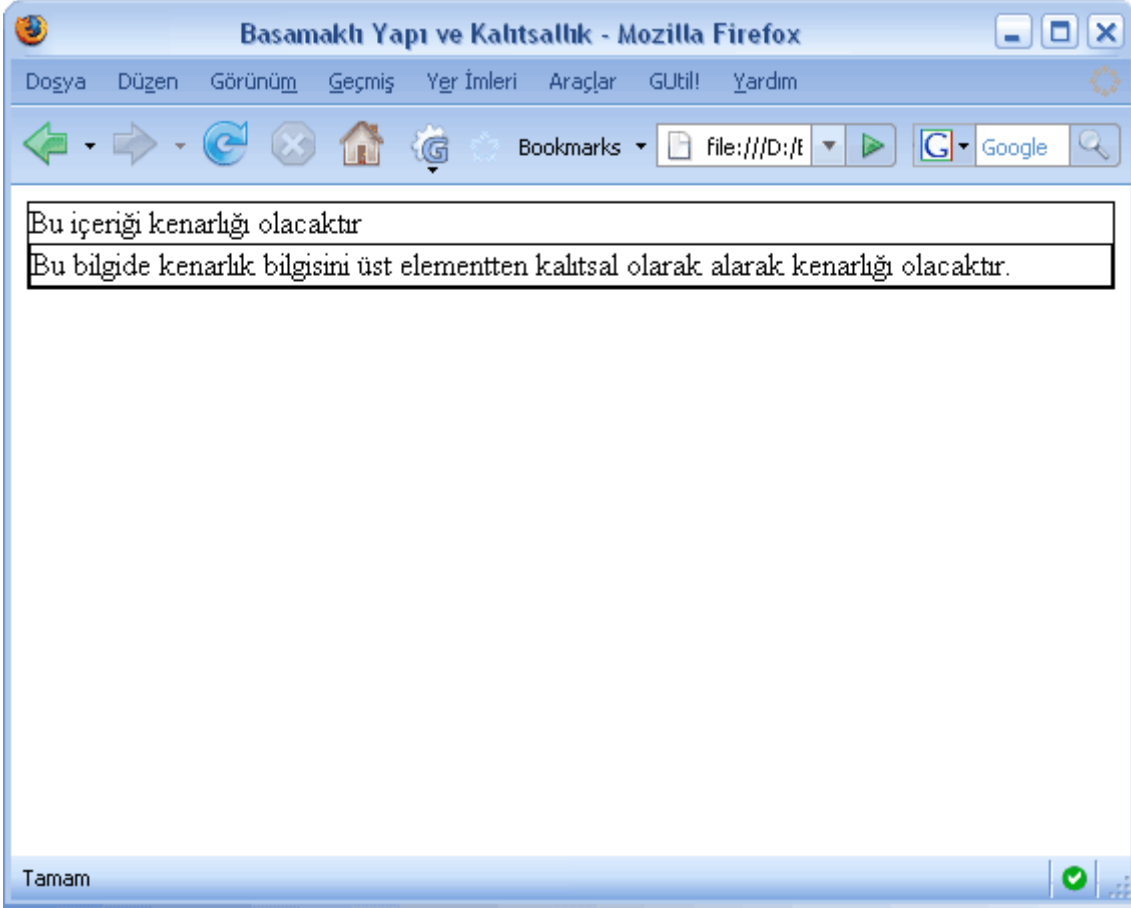 Basamaklı Yapı ve Kalıtsallık - Mozilla Firefox
Dosya Düzen Görünüm Geçmiş Yer İmleri Araçlar GUtil! Yardım
Bookmarks file:///D:/E G Google
Bu içeriği kenarlığı olacaktır
Bu bilgide kenarlık bilgisini üst elementten kalıtsal olarak alarak kenarlığı olacaktır.
Tamam